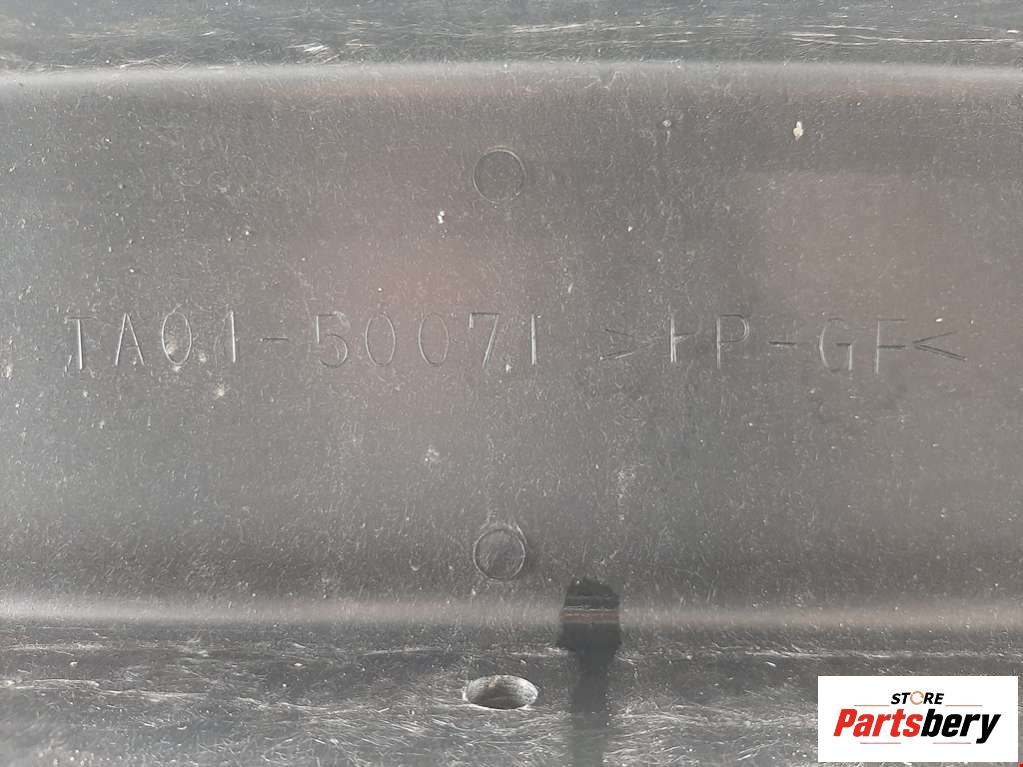 TA01-50071 >PP-GF<
STORE
Partsbery